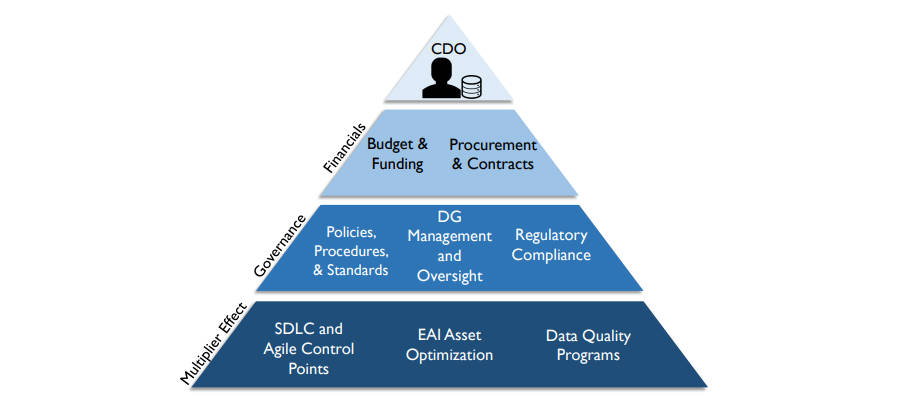 CDO
Financials
Budget &
Funding
Procurement
& Contracts
Governance
Policies,
Procedures,
& Standards
DG
Management
and
Oversight
Regulatory
Compliance
Multiplier Effect
SDLC and
Agile Control
Points
EAI Asset
Optimization
Data Quality
Programs